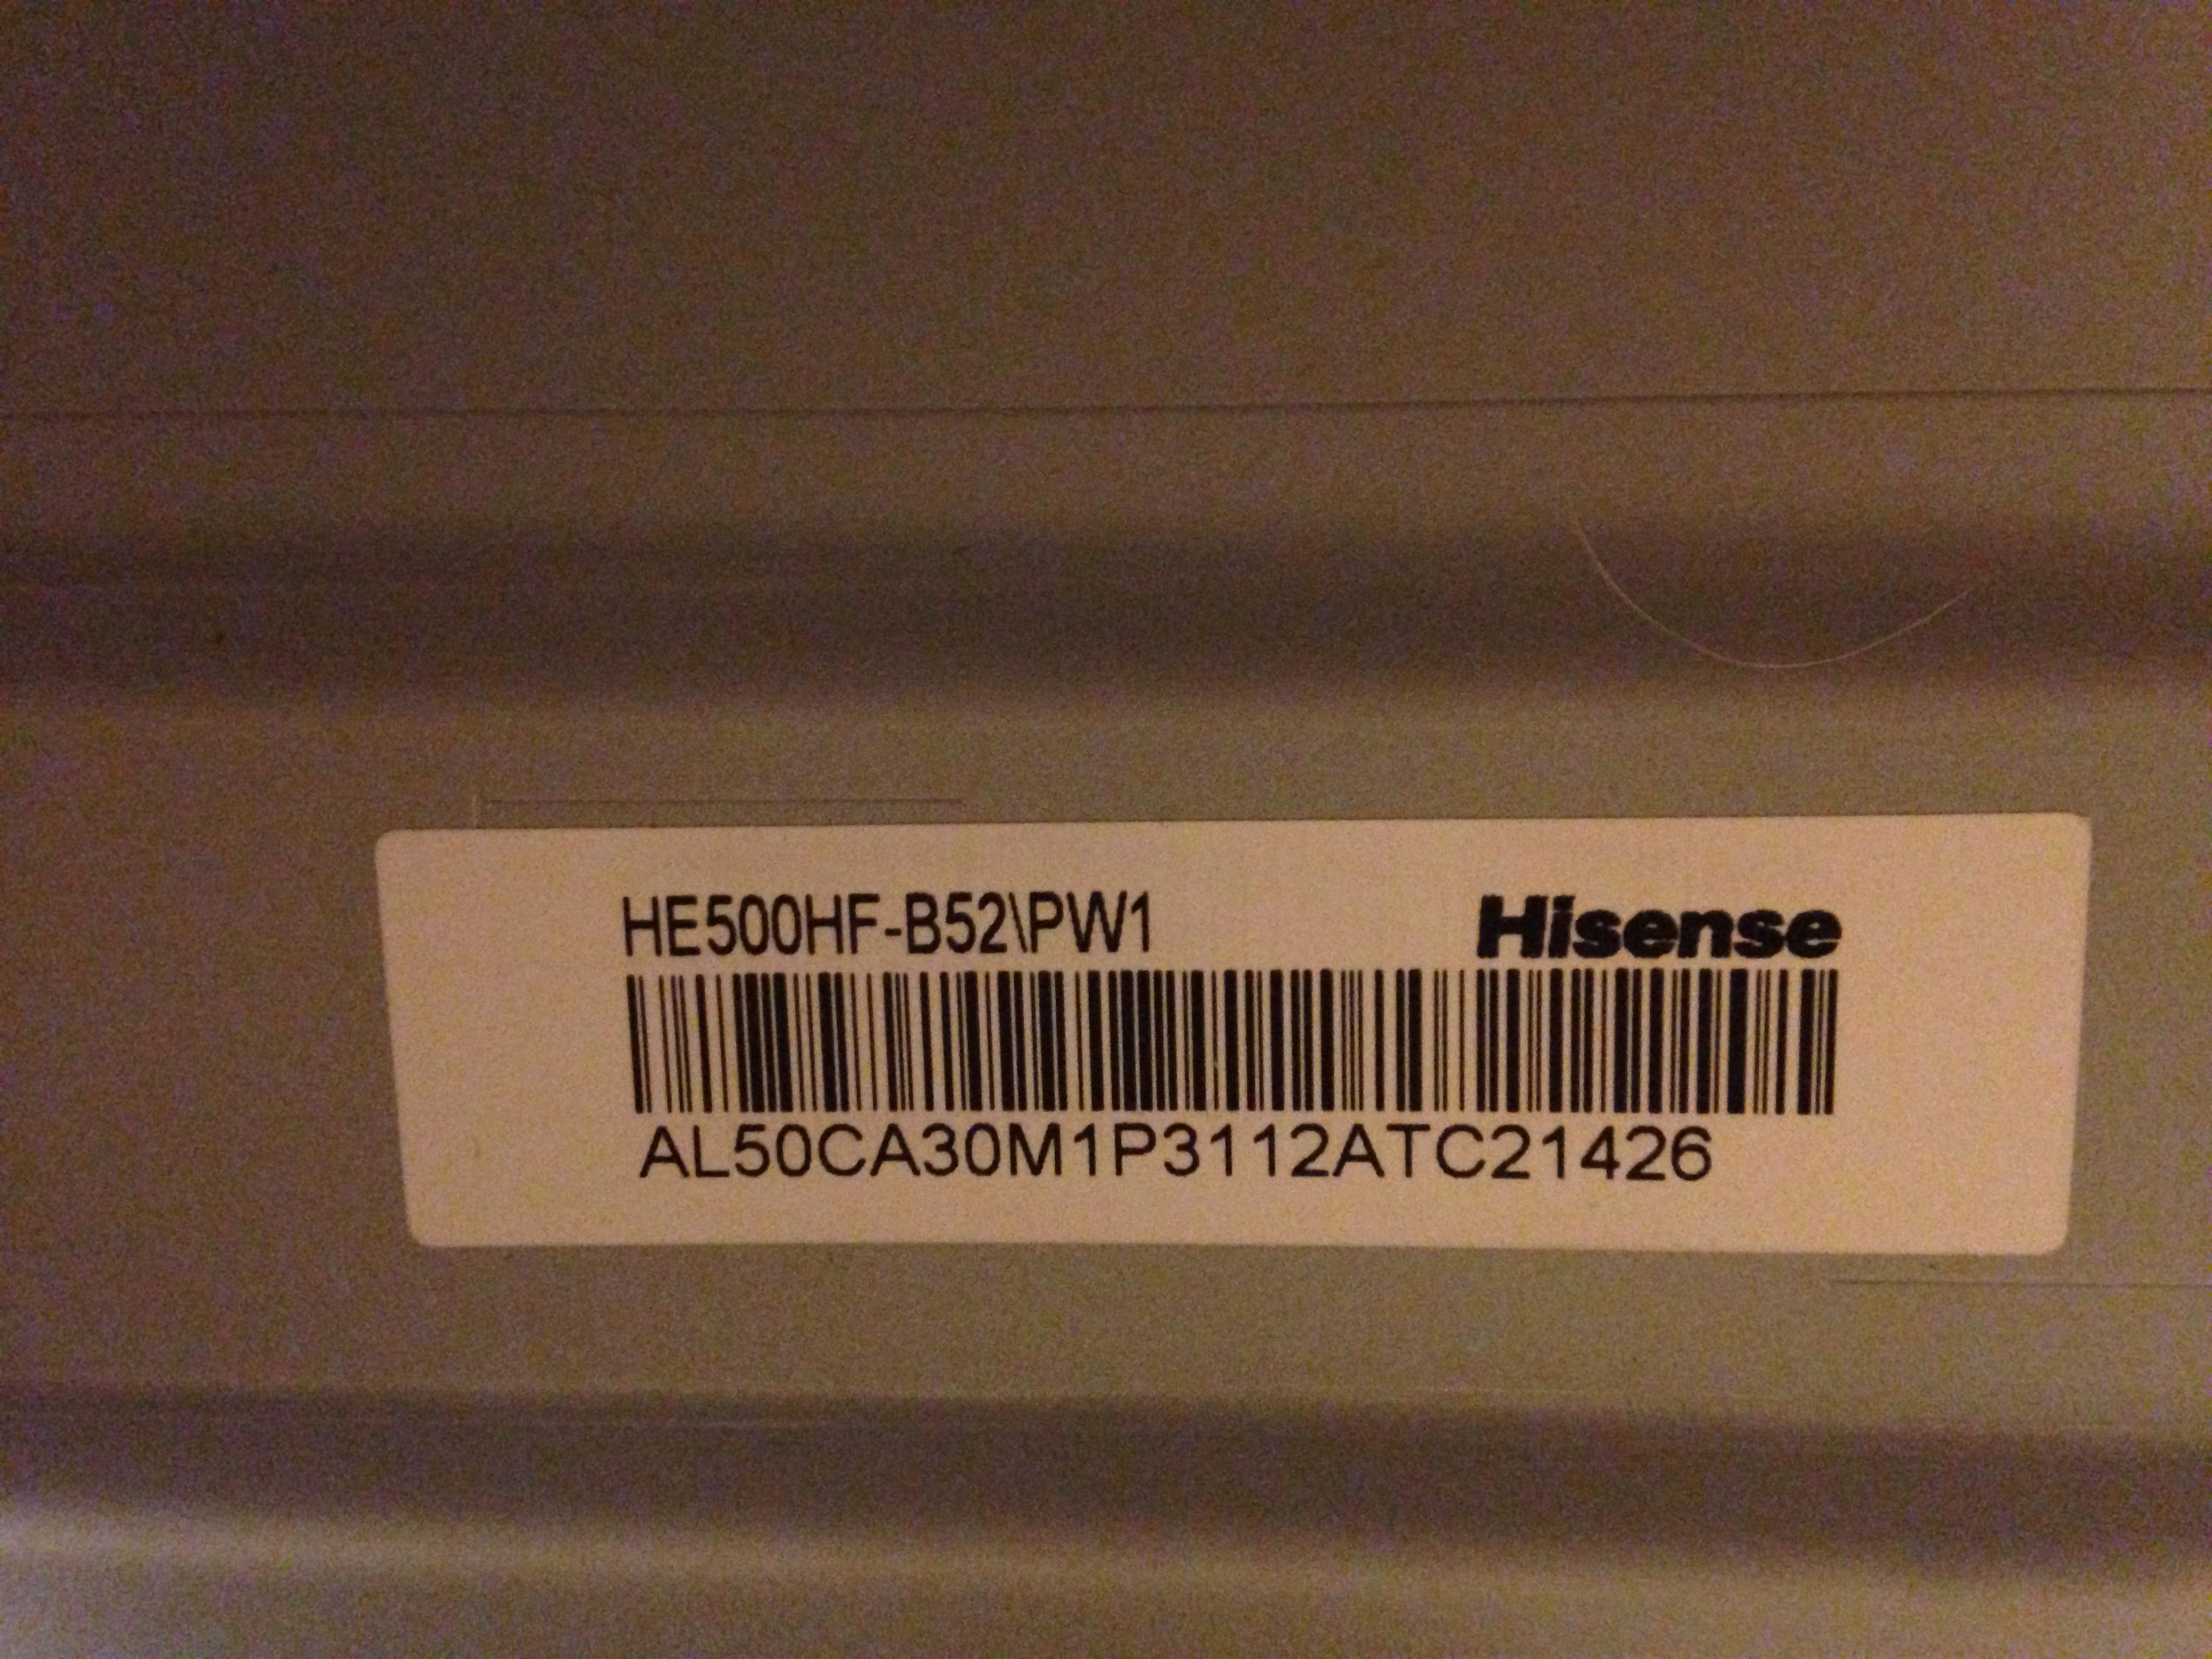 HE500HF-B52\PW1 Hisense
AL50CA30M1P3112ATC21426